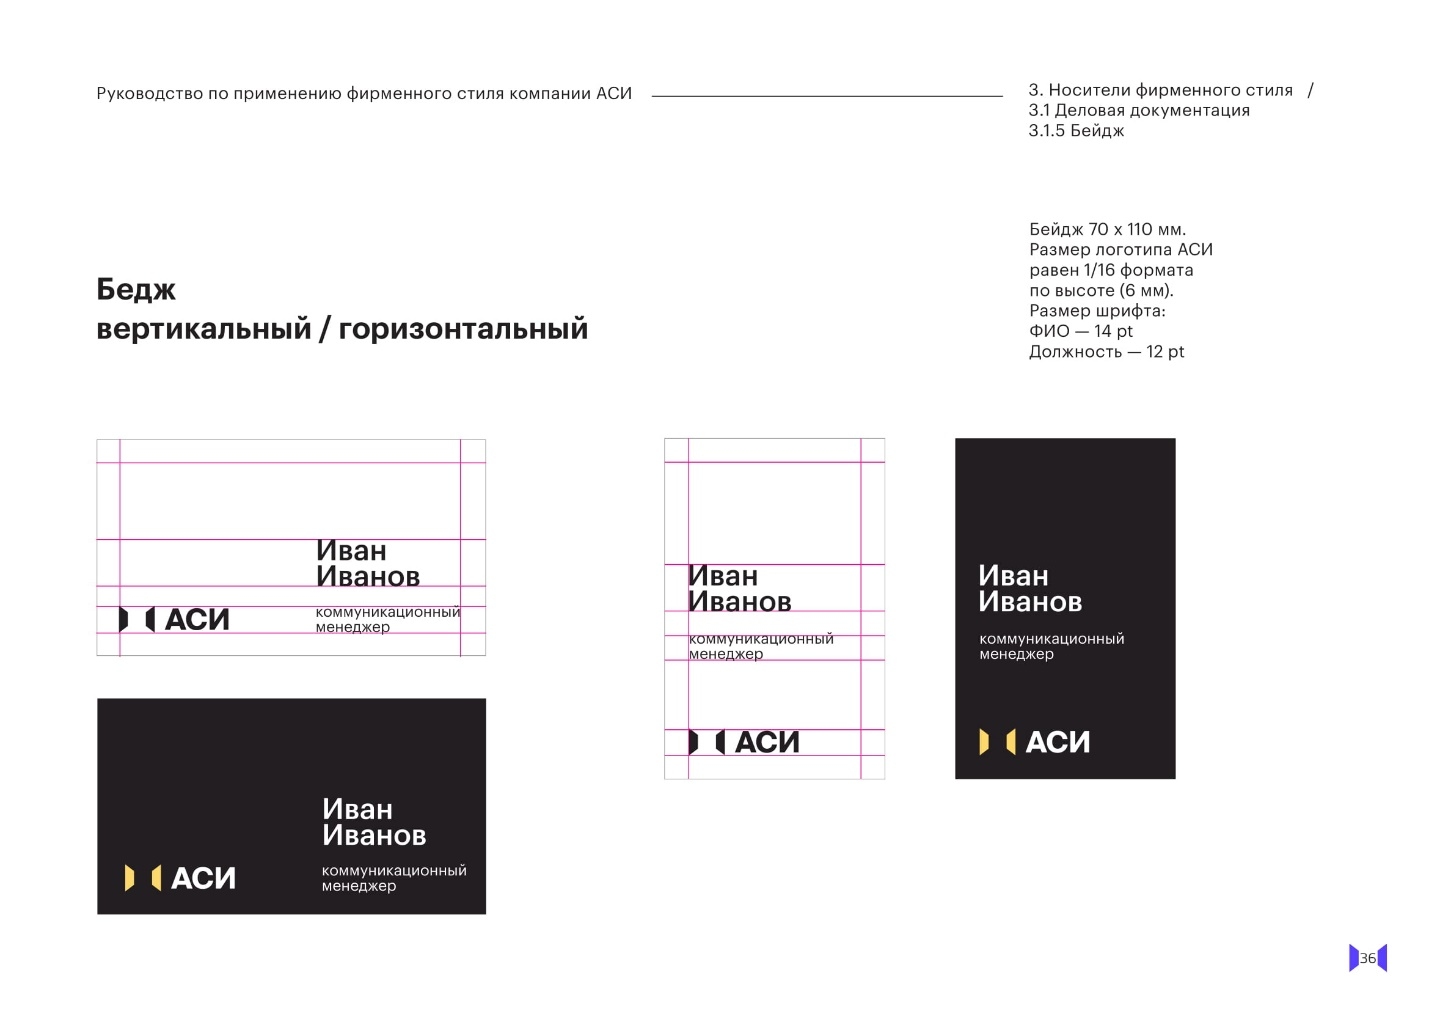 Руководство по применению фирменного стиля компании АСИ
3. Носители фирменного стиля /
3.1 Деловая документация
3.1.5 Бейдж
Бейдж 70 х 110 мм.
Размер логотипа АСИ
равен 1/16 формата
по высоте (6 мм).
Размер шрифта:
ФИО — 14 pt
Должность — 12 pt
Бедж
вертикальный / горизонтальный
Иван
Иванов
коммуникационный
менеджер
АСИ
Иван
Иванов
коммуникационный
менеджер
АСИ
Иван
Иванов
коммуникационный
менеджер
АСИ
Иван
Иванов
коммуникационный
менеджер
АСИ
36